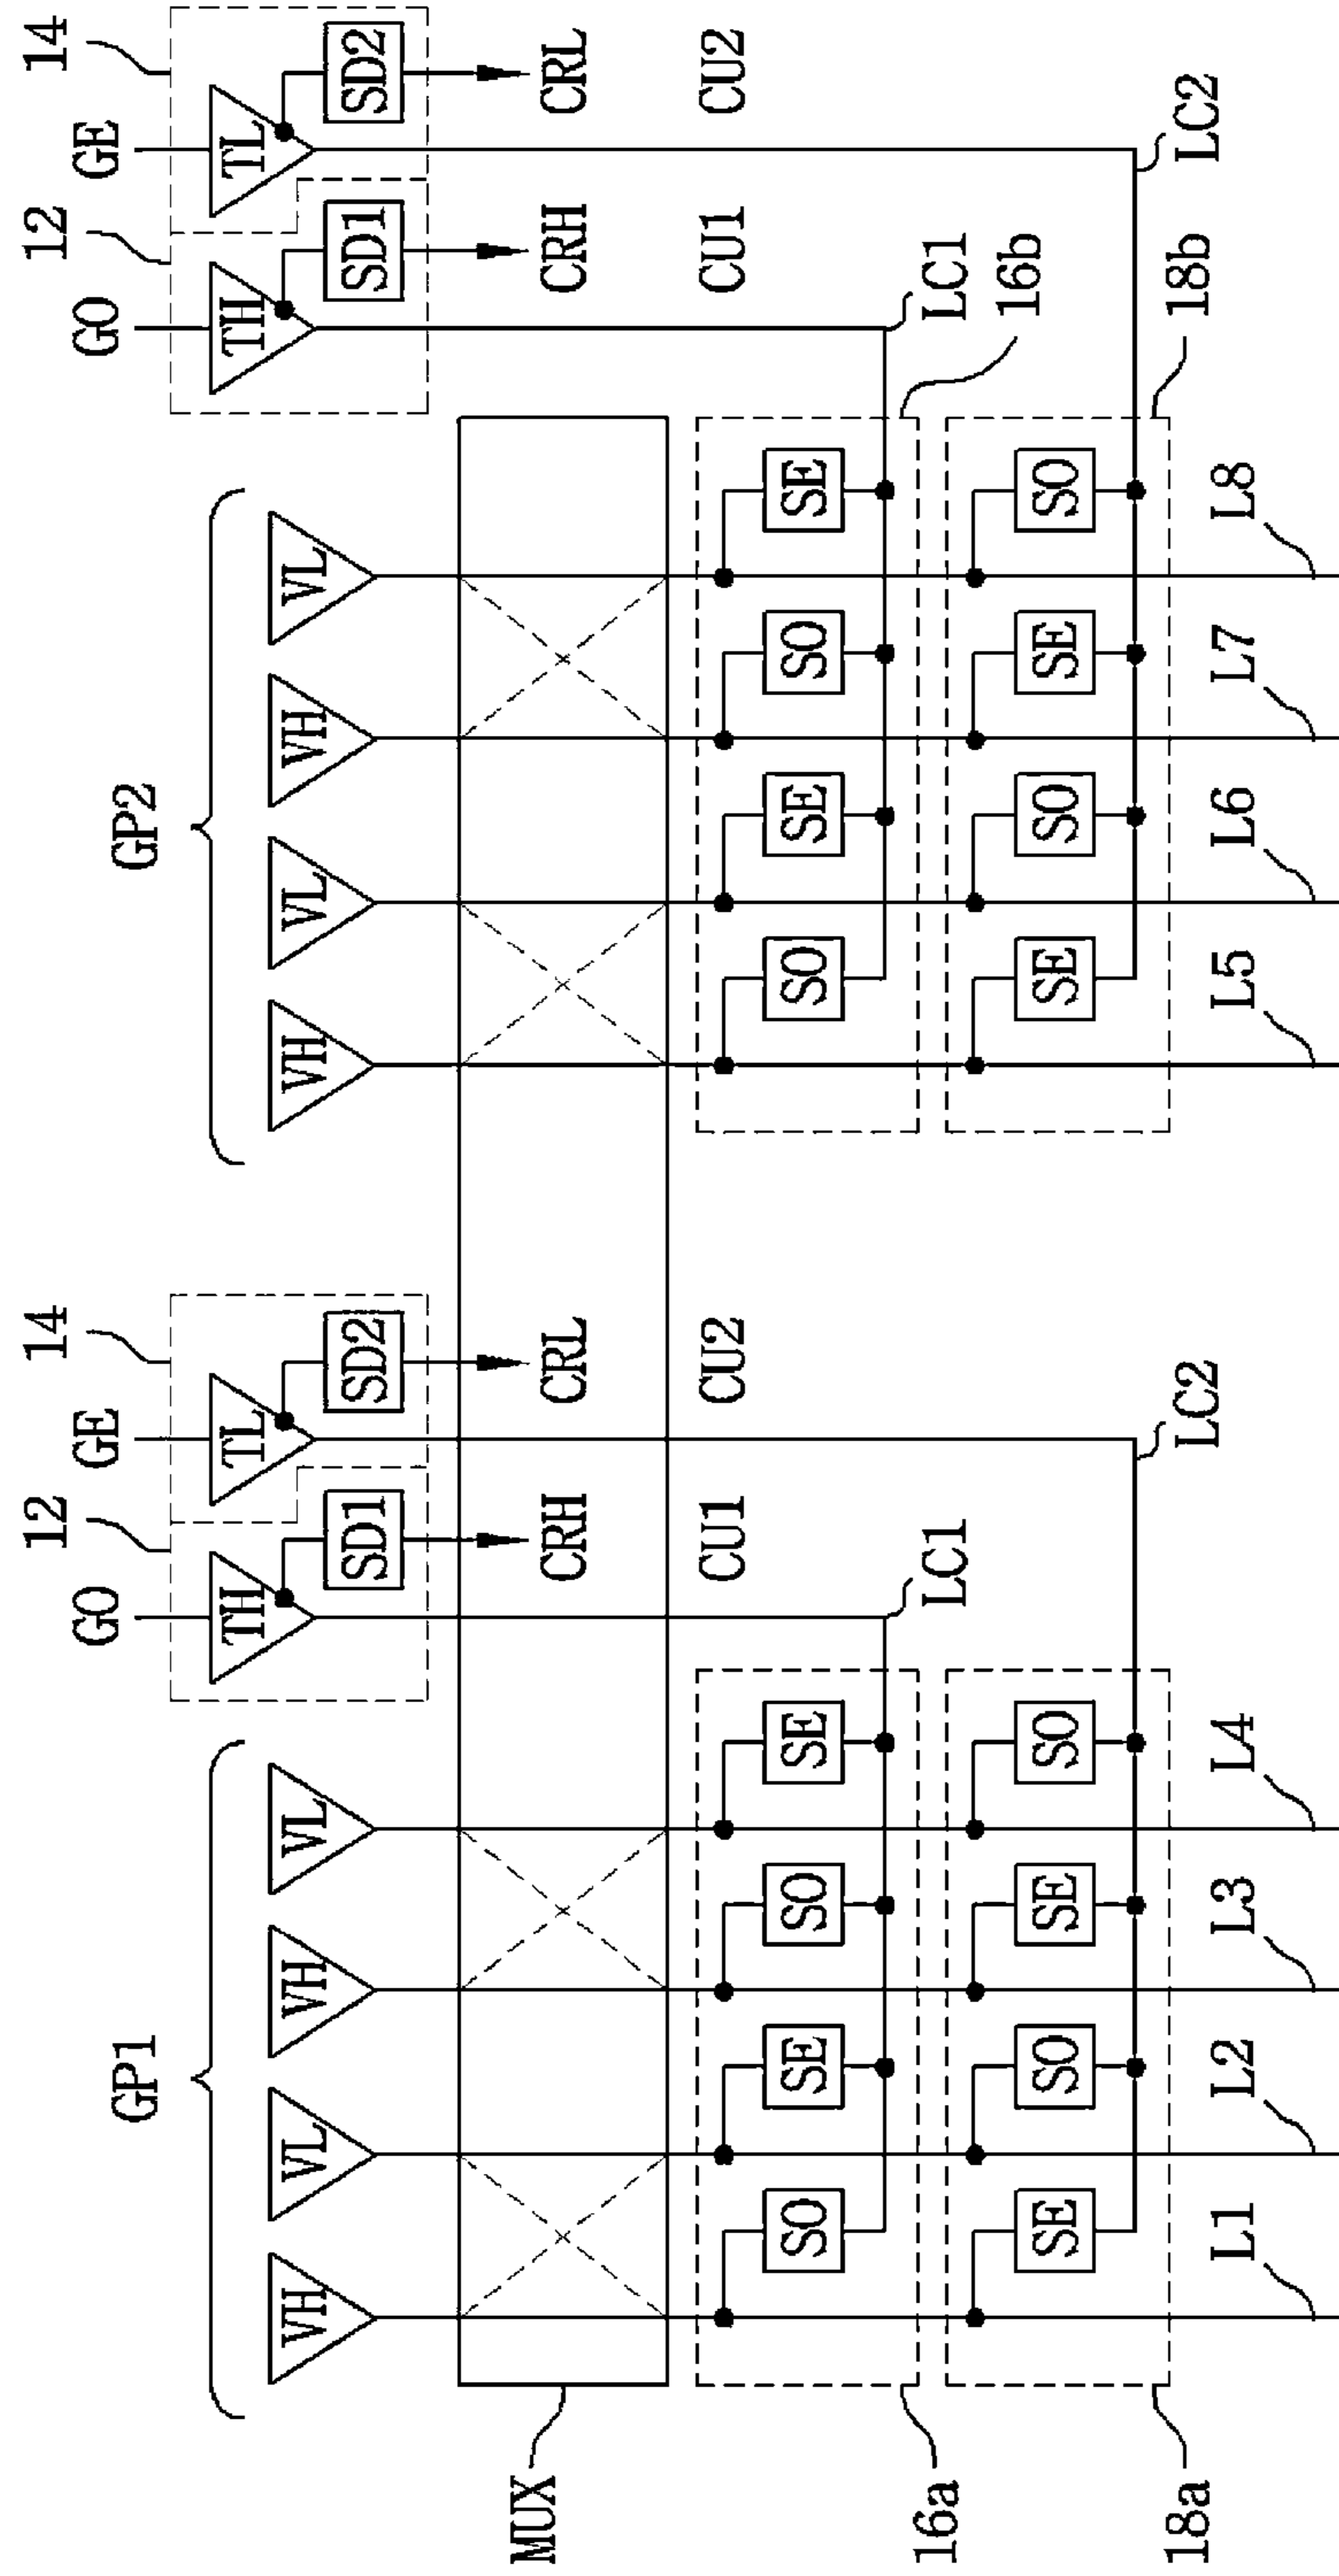 GP1 GO 12 GE 14 GP2 GO 12 GE 14
VH VL VH VL TH TL VH VL VH VL TH TL
SD1 SD2 SD1 SD2
MUX CRH CRL CRH CRL
CU1 CU2 CU1 CU2
SO SE SO SE SO SE SO SE
16a LC1 LC1
16b
SE SO SE SO SE SO SE SO
18a L1 L2 L3 L4 LC2 L5 L6 L7 L8 18b LC2